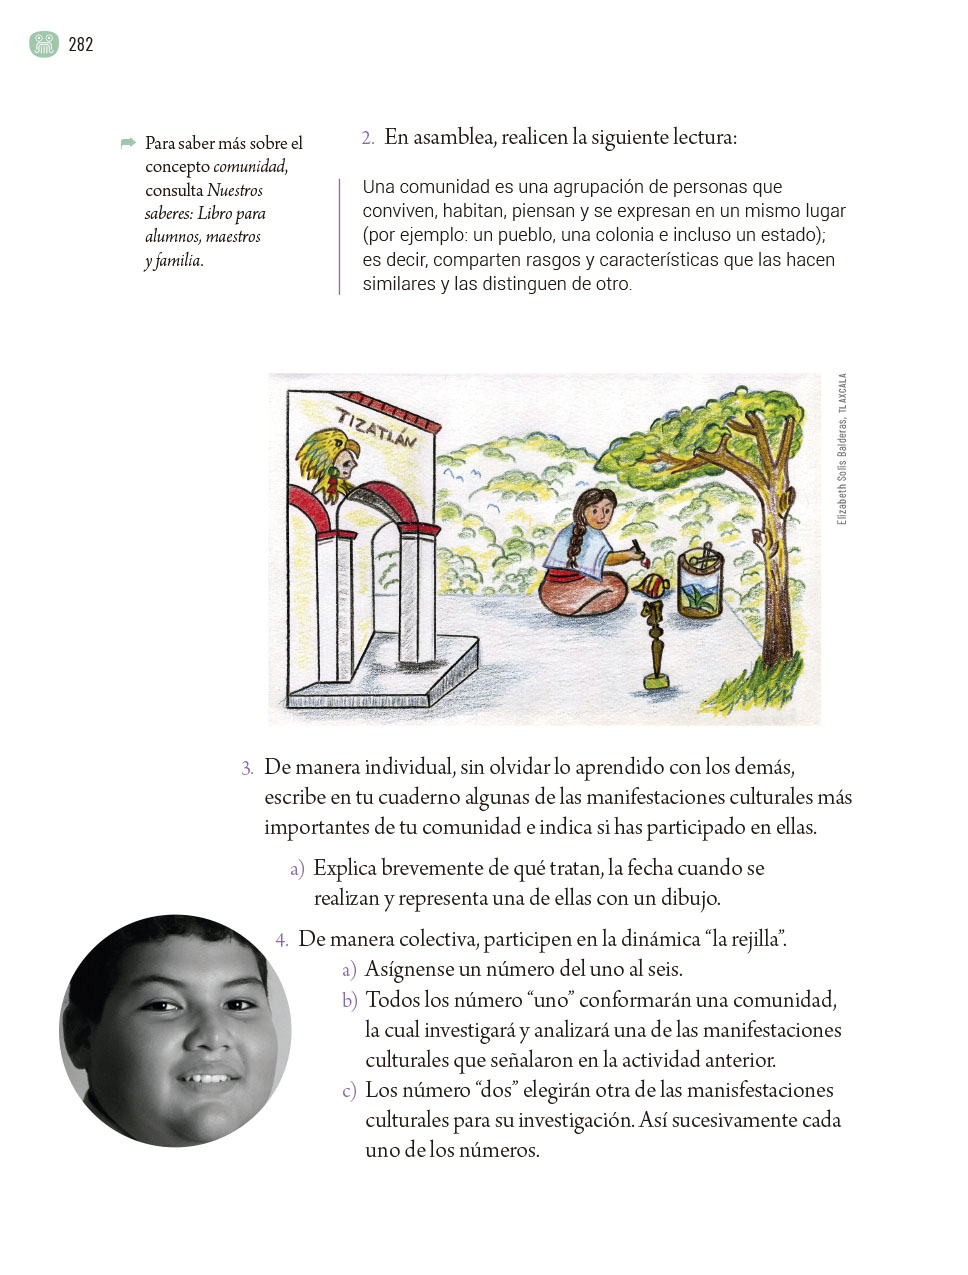 282
Para saber más sobre el
concepto comunidad,
consulta Nuestros
saberes: Libro para
alumnos, maestros
y familia.
2. En asamblea, realicen la siguiente lectura:
Una comunidad es una agrupación de personas que
conviven, habitan, piensan y se expresan en un mismo lugar
(por ejemplo: un pueblo, una colonia e incluso un estado);
es decir, comparten rasgos y características que las hacen
similares y las distinguen de otro.
TIZATLÁN
Elizabeth Solís Balderas, TLAXCALA
3. De manera individual, sin olvidar lo aprendido con los demás,
escribe en tu cuaderno algunas de las manifestaciones culturales más
importantes de tu comunidad e indica si has participado en ellas.
a) Explica brevemente de qué tratan, la fecha cuando se
realizan y representa una de ellas con un dibujo.
4. De manera colectiva, participen en la dinámica “la rejilla”.
a) Asígnense un número del uno al seis.
b) Todos los número “uno” conformarán una comunidad,
la cual investigará y analizará una de las manifestaciones
culturales que señalaron en la actividad anterior.
c) Los número “dos” elegirán otra de las manisfestaciones
culturales para su investigación. Así sucesivamente cada
uno de los números.